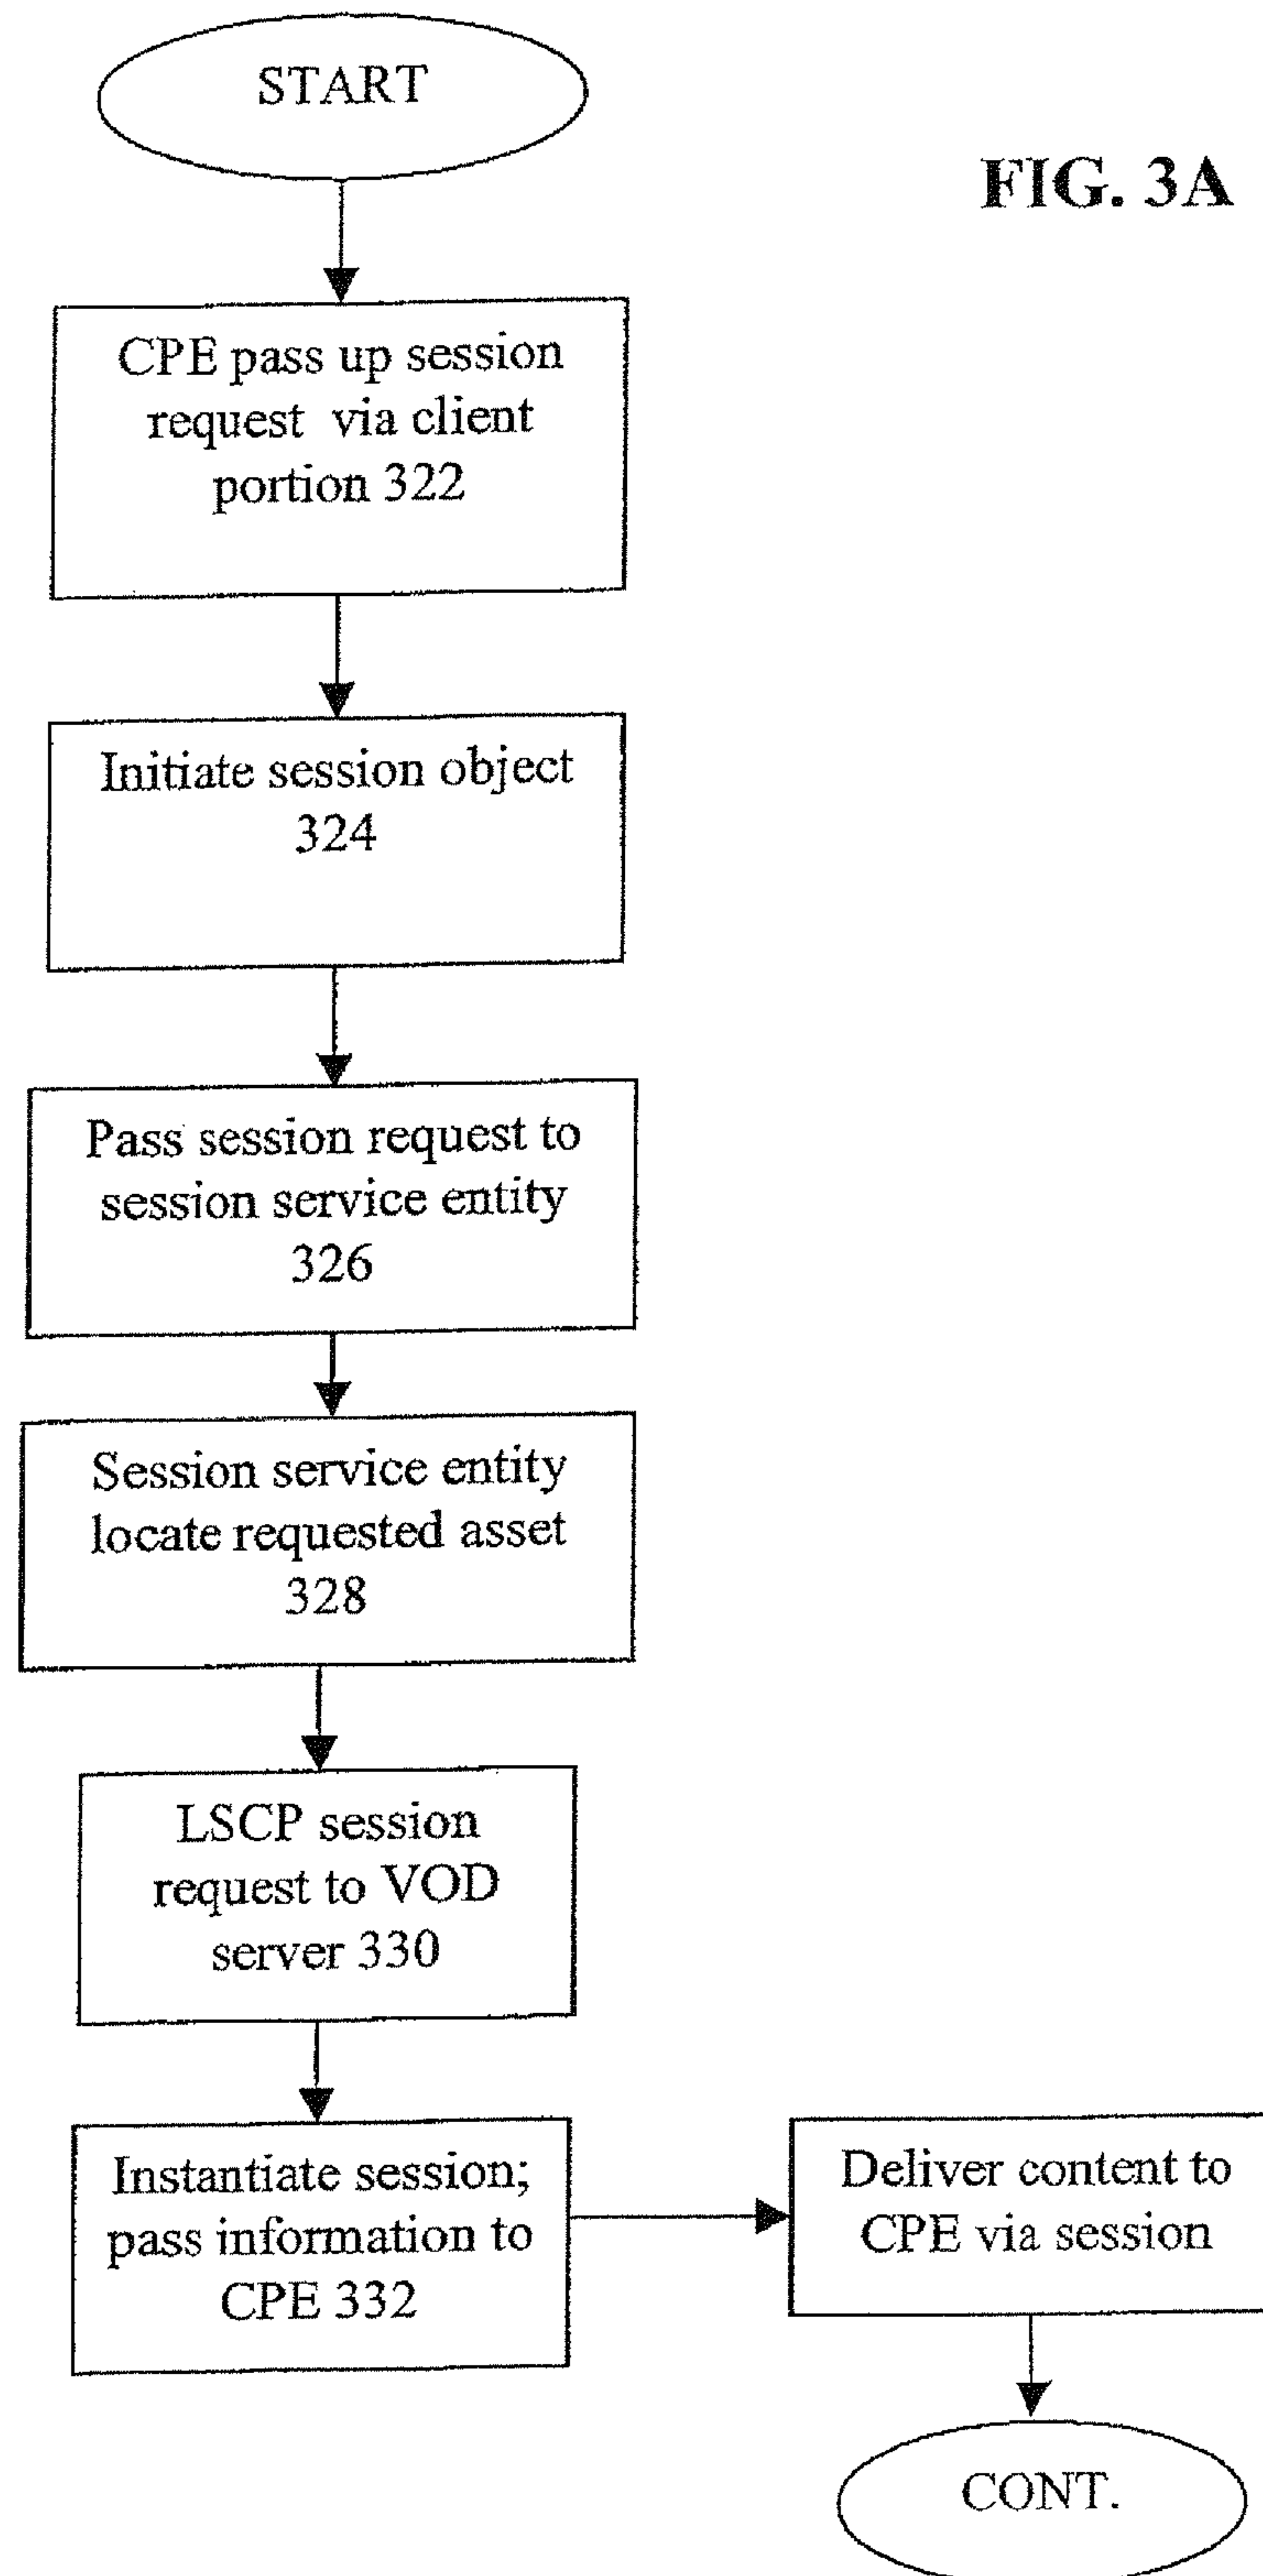 START
FIG. 3A
CPE pass up session
request via client
portion 322
Initiate session object
324
Pass session request to
session service entity
326
Session service entity
locate requested asset
328
LSCP session
request to VOD
server 330
Instantiate session;
pass information to
CPE 332
Deliver content to
CPE via session
CONT.